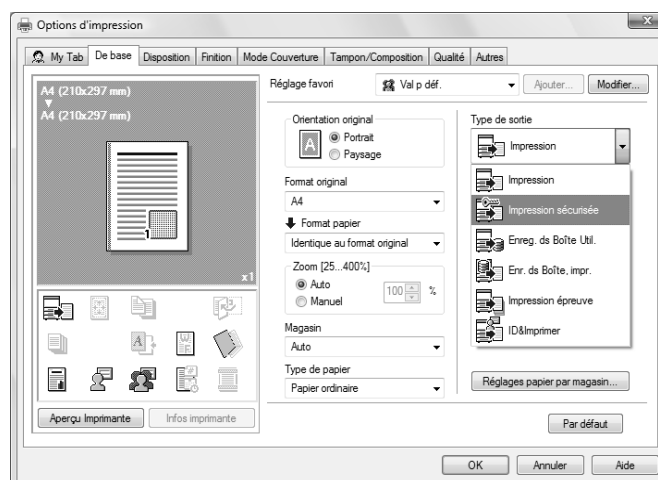 Options d'impression
My Tab De base Disposition Finition Mode Couverture Tampon/Composition Qualité Autres
A4 (210x297 mm)
A4 (210x297 mm)
1
x1
Aperçu Imprimante Infos imprimante
Réglage favori Val p déf. Ajouter... Modifier...
Orientation original
A
Portrait
Paysage
Format original
A4
Format papier
Identique au format original
Zoom [25...400%]
Auto
Manuel
100 %
Magasin
Auto
Type de papier
Papier ordinaire
Type de sortie
Impression
Impression
Impression sécurisée
Enreg. ds Boîte Util.
Enr. ds Boîte, impr.
Impression épreuve
ID&Imprimer
Réglages papier par magasin...
Par défaut
OK Annuler Aide